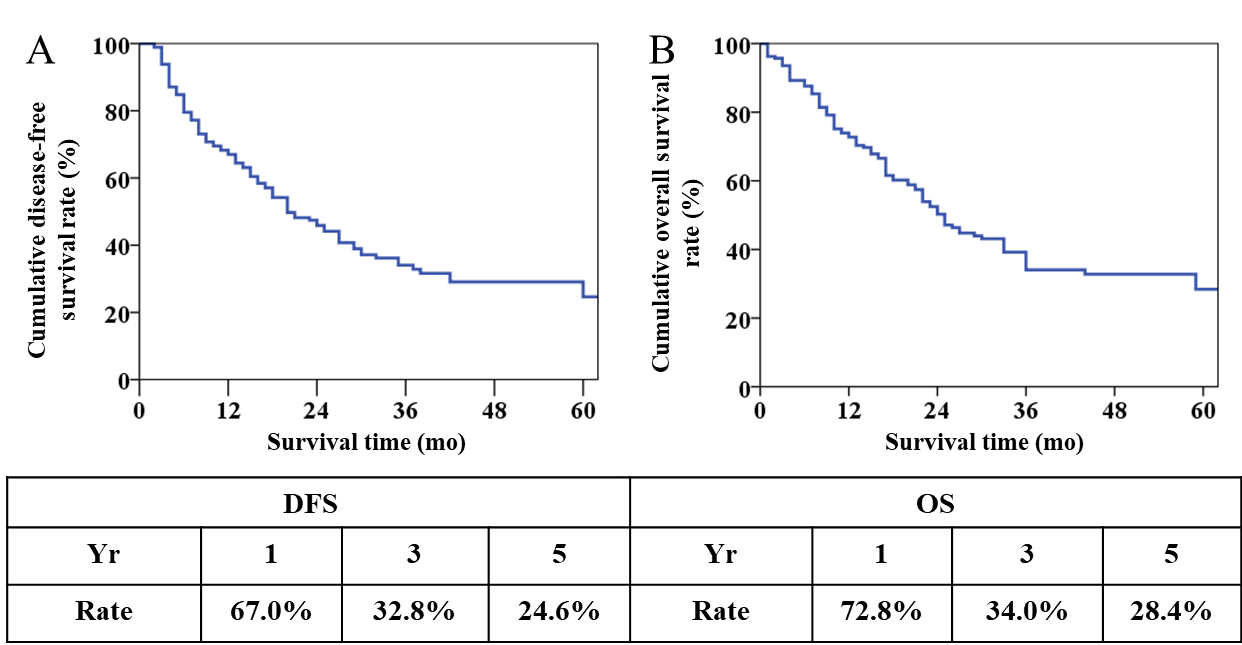 A
Cumulative disease-free
survival rate (%)
100
80
60
40
20
0
0 12 24 36 48 60
Survival time (mo)
B
Cumulative overall survival
rate (%)
100
80
60
40
20
0
0 12 24 36 48 60
Survival time (mo)
DFS OS
Yr 1 3 5 Yr 1 3 5
Rate 67.0% 32.8% 24.6% Rate 72.8% 34.0% 28.4%